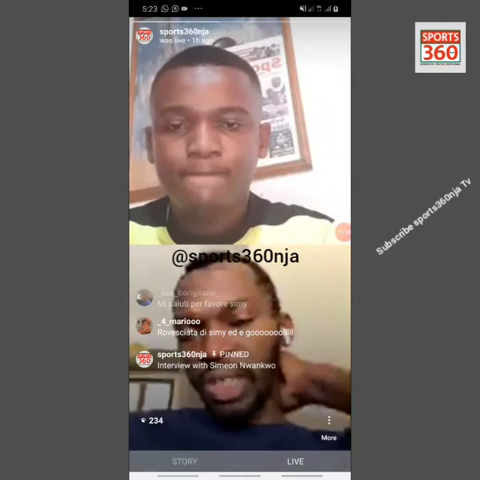 5:23
sports360nja
was live • 1h ago
SPORTS
360
Subscribe sports360nja Tv
@sports360nja
Mi saluti per favore simy
_4_mariooo
Rovesciata di simy ed e gooooooollll
sports360nja PINNED
Interview with Simeon Nwankwo
234
More
STORY
LIVE